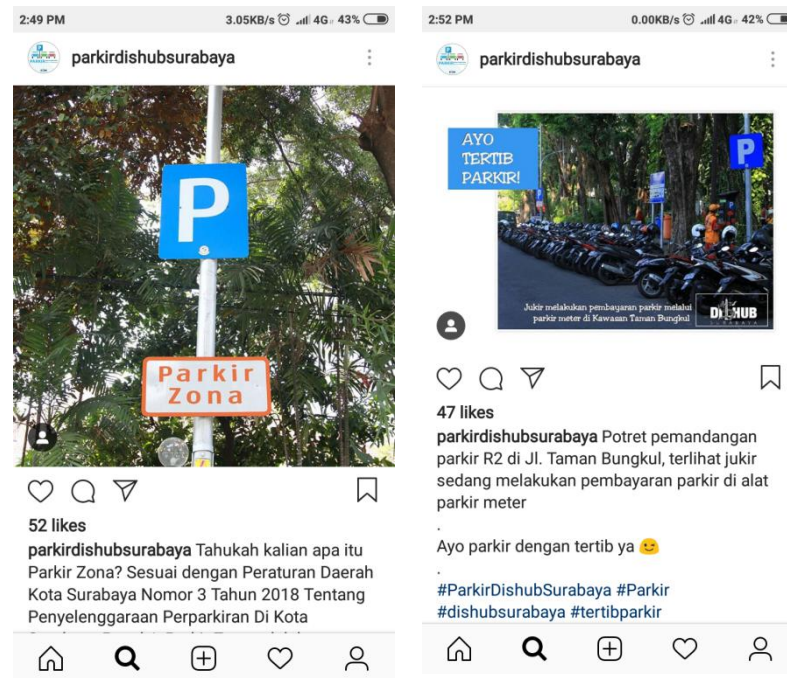 2:49 PM
3.05KB/s 4G 43%
parkirdishubsurabaya
P
Parkir
Zona
52 likes
parkirdishubsurabaya Tahukah kalian apa itu
Parkir Zona? Sesuai dengan Peraturan Daerah
Kota Surabaya Nomor 3 Tahun 2018 Tentang
Penyelenggaraan Perparkiran Di Kota
2:52 PM
0.00KB/s 4G 42%
parkirdishubsurabaya
AYO
TERTIB
PARKIR!
P
Jukir melakukan pembayaran parkir melalui
parkir meter di Kawasan Taman Bungkul
DISHUB
SURABAYA
47 likes
parkirdishubsurabaya Potret pemandangan
parkir R2 di Jl. Taman Bungkul, terlihat jukir
sedang melakukan pembayaran parkir di alat
parkir meter
.
Ayo parkir dengan tertib ya 😉
.
#ParkirDishubSurabaya #Parkir
#dishubsurabaya #tertibparkir